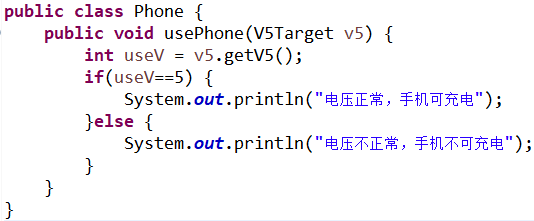 public class Phone {
    public void usePhone(V5Target v5) {
        int useV = v5.getV5();
        if(useV==5) {
            System.out.println("电压正常，手机可充电");
        }else {
            System.out.println("电压不正常，手机不可充电");
        }
    }
}